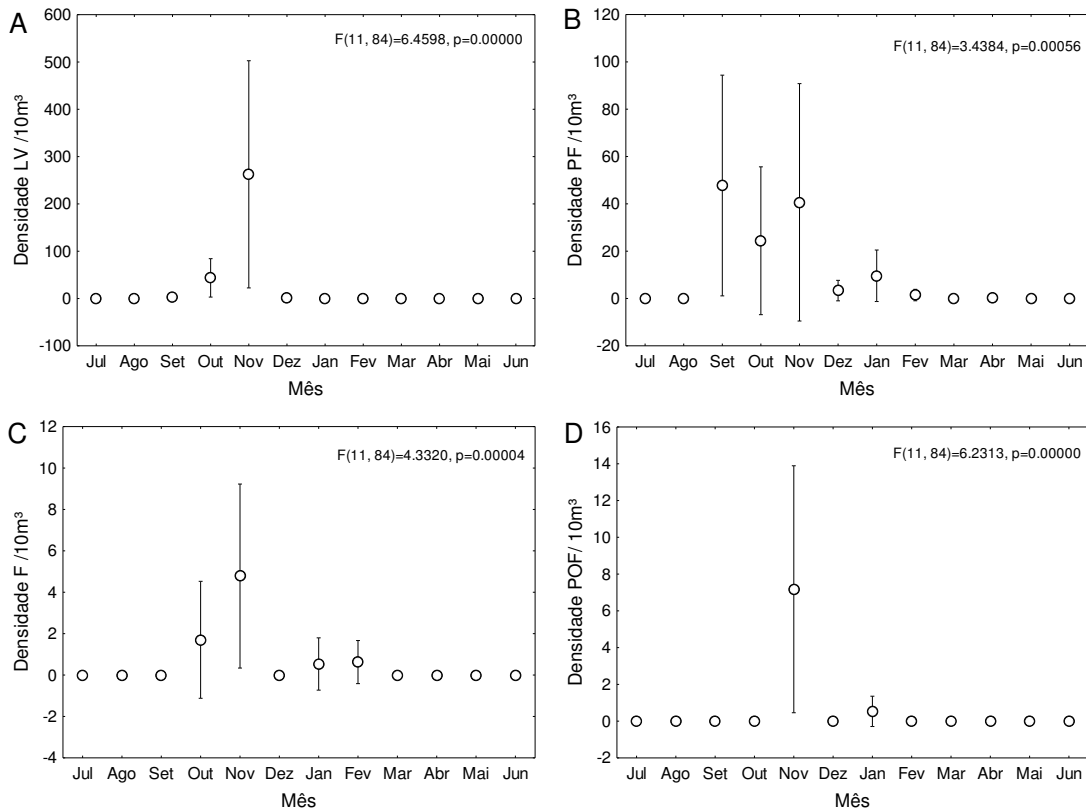 A
F(11, 84)=6.4598, p=0.00000
Densidade LV /10m³
600
500
400
300
200
100
0
-100
Jul Ago Set Out Nov Dez Jan Fev Mar Abr Mai Jun
Mês
B
F(11, 84)=3.4384, p=0.00056
Densidade PF /10m³
120
100
80
60
40
20
0
-20
Jul Ago Set Out Nov Dez Jan Fev Mar Abr Mai Jun
Mês
C
F(11, 84)=4.3320, p=0.00004
Densidade F /10m³
12
10
8
6
4
2
0
-2
-4
Jul Ago Set Out Nov Dez Jan Fev Mar Abr Mai Jun
Mês
D
F(11, 84)=6.2313, p=0.00000
Densidade POF/ 10m³
16
14
12
10
8
6
4
2
0
-2
Jul Ago Set Out Nov Dez Jan Fev Mar Abr Mai Jun
Mês